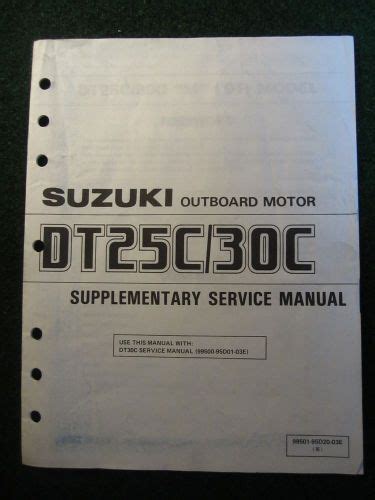 SUZUKI OUTBOARD MOTOR
DT25C/30C
SUPPLEMENTARY SERVICE MANUAL
USE THIS MANUAL WITH:
DT30C SERVICE MANUAL (99500-95D01-03E)
99501-95D20-03E